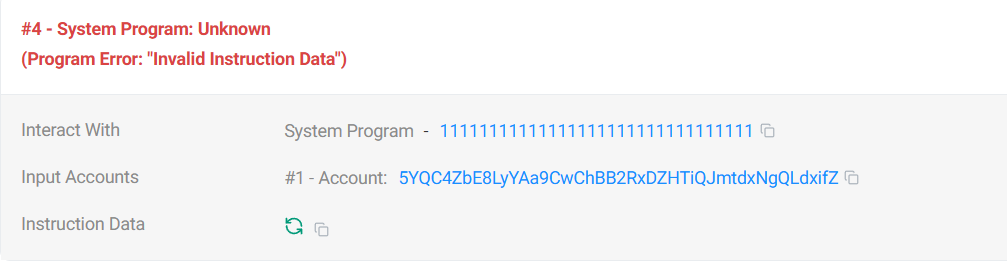 #4 - System Program: Unknown
(Program Error: "Invalid Instruction Data")
Interact With System Program - 11111111111111111111111111111111
Input Accounts #1 - Account: 5YQC4ZbE8LyYAa9CwChBB2RxDZHTiQJmtdxNgQLdxifZ
Instruction Data